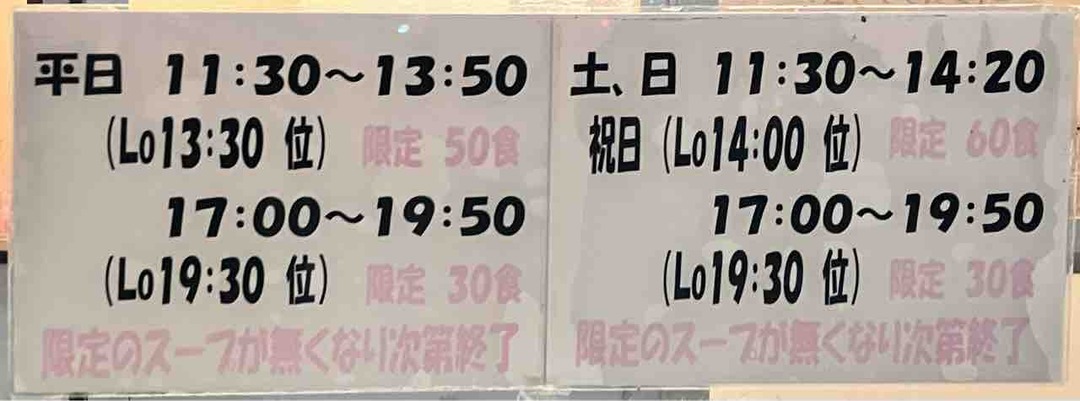 平日 11:30〜13:50
(Lo13:30 位) 限定 50食
17:00〜19:50
(Lo19:30 位) 限定 30食
限定のスープが無くなり次第終了
土、日 11:30〜14:20
祝日 (Lo14:00 位) 限定 60食
17:00〜19:50
(Lo19:30 位) 限定 30食
限定のスープが無くなり次第終了